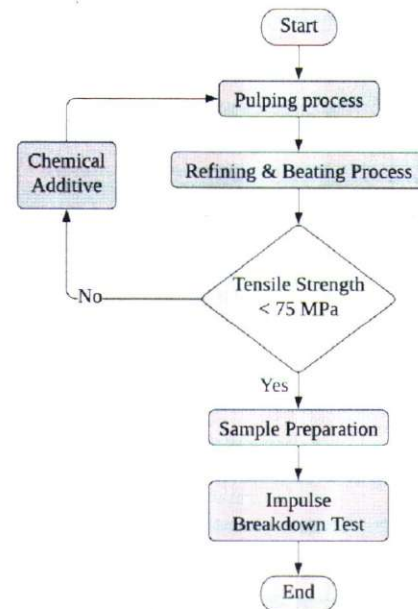 Start
Pulping process
Chemical
Additive
Refining & Beating Process
Tensile Strength
< 75 MPa
No
Yes
Sample Preparation
Impulse
Breakdown Test
End